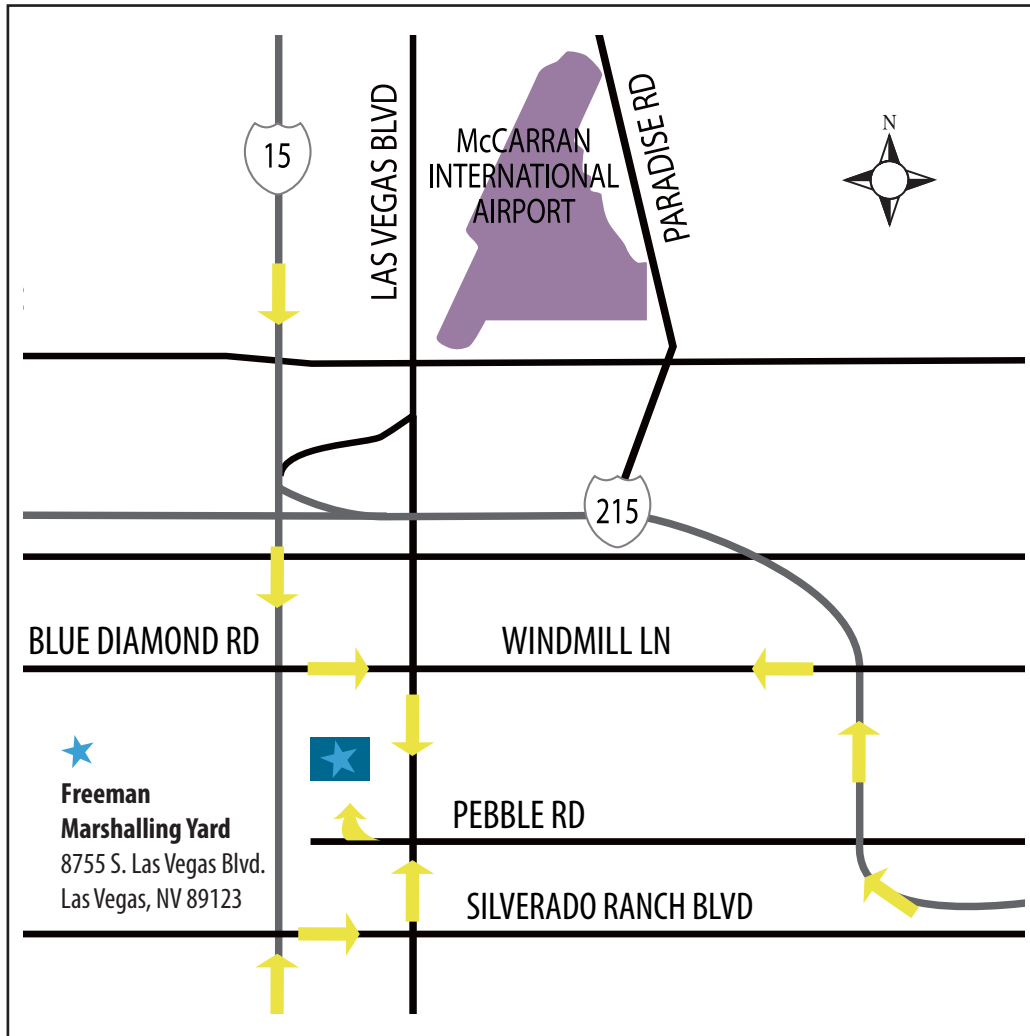 15
LAS VEGAS BLVD
McCARRAN
INTERNATIONAL
AIRPORT
PARADISE RD
N
215
BLUE DIAMOND RD
WINDMILL LN
Freeman
Marshalling Yard
8755 S. Las Vegas Blvd.
Las Vegas, NV 89123
PEBBLE RD
SILVERADO RANCH BLVD